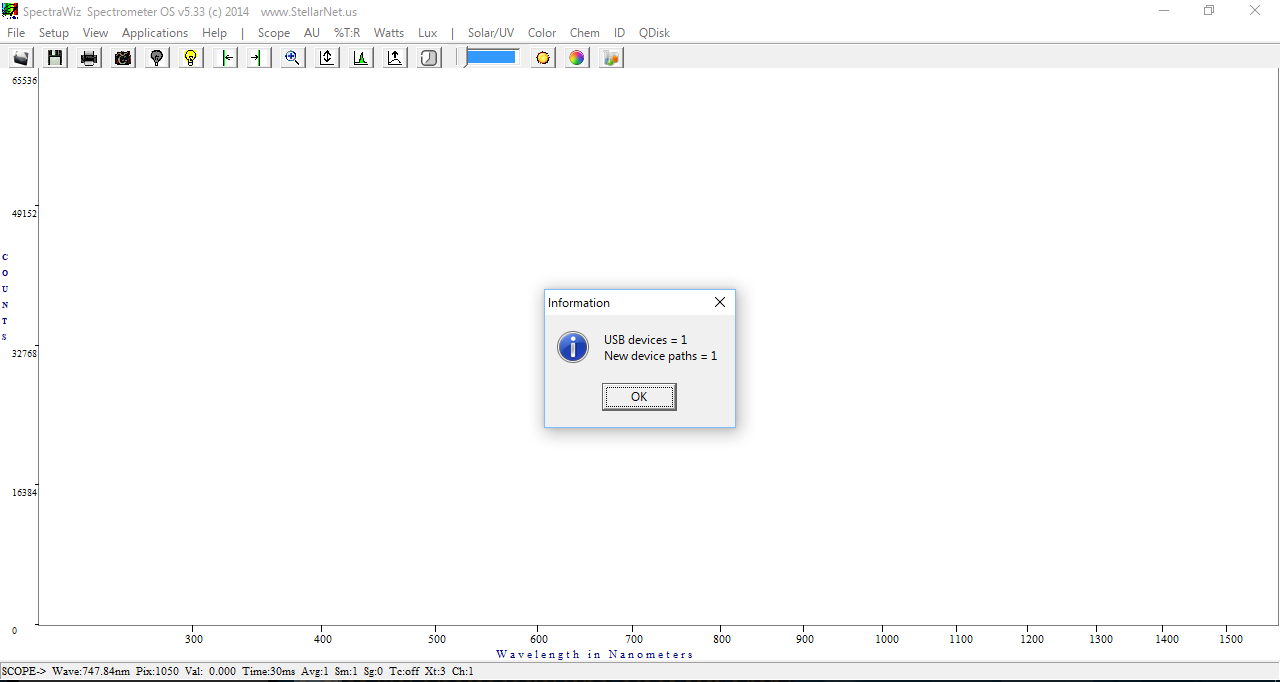 SpectraWiz Spectrometer OS v5.33 (c) 2014 www.StellarNet.us
File Setup View Applications Help | Scope AU %T:R Watts Lux | Solar/UV Color Chem ID QDisk
65536
49152
COUNTS
32768
16384
0
Information
USB devices = 1
New device paths = 1
OK
300 400 500 600 700 800 900 1000 1100 1200 1300 1400 1500
Wavelength in Nanometers
SCOPE-> Wave:747.84nm Pix:1050 Val: 0.000 Time:30ms Avg:1 Sm:1 Sg:0 Tc:off Xt:3 Ch:1